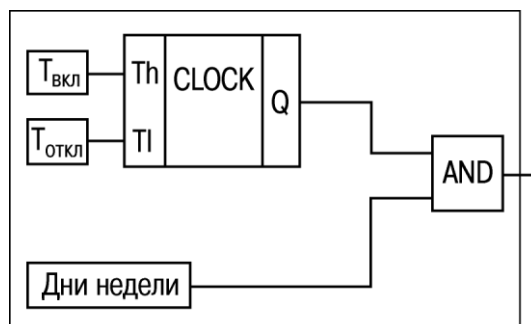 Tвкл
Th
CLOCK
Q
Tоткл
Tl
AND
Дни недели